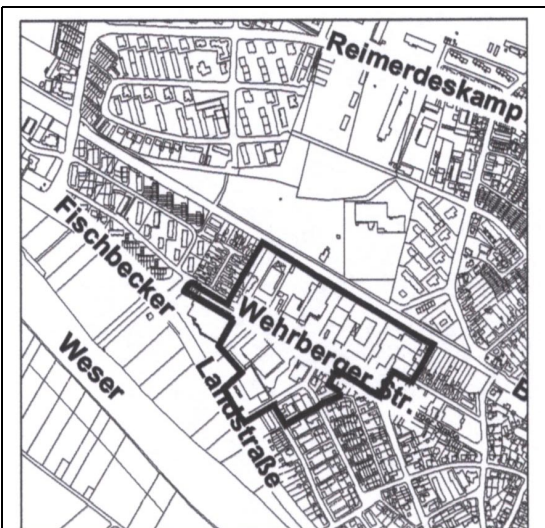 Reimerdeskamp
Fischbecker
Landstraße
Wehrberger Str.
Weser